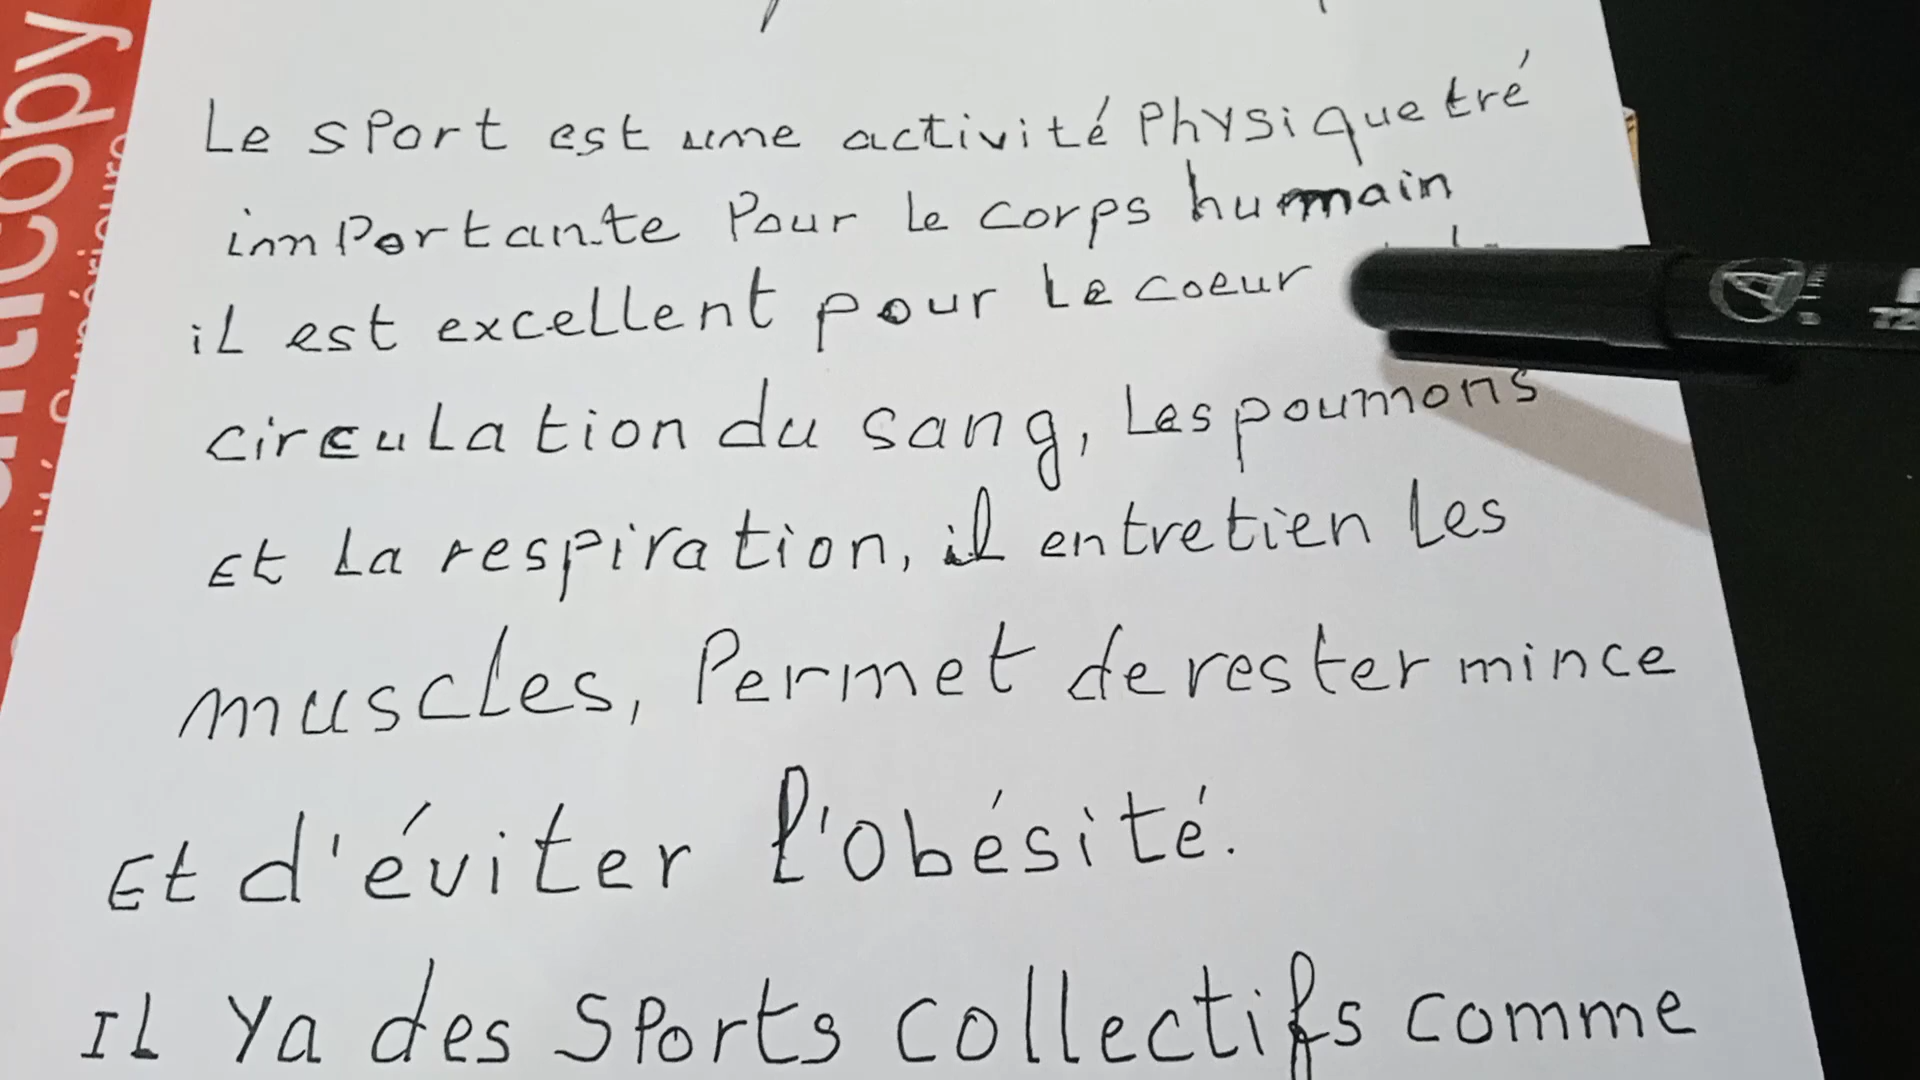 Le sport est une activité Physique tré
importante Pour le corps humain
il est excellent pour le coeur
circulation du sang, les poumons
et la respiration, il entretien les
muscles, Permet de rester mince
Et d'éviter l'obésité.
Il Ya des Sports collectifs comme